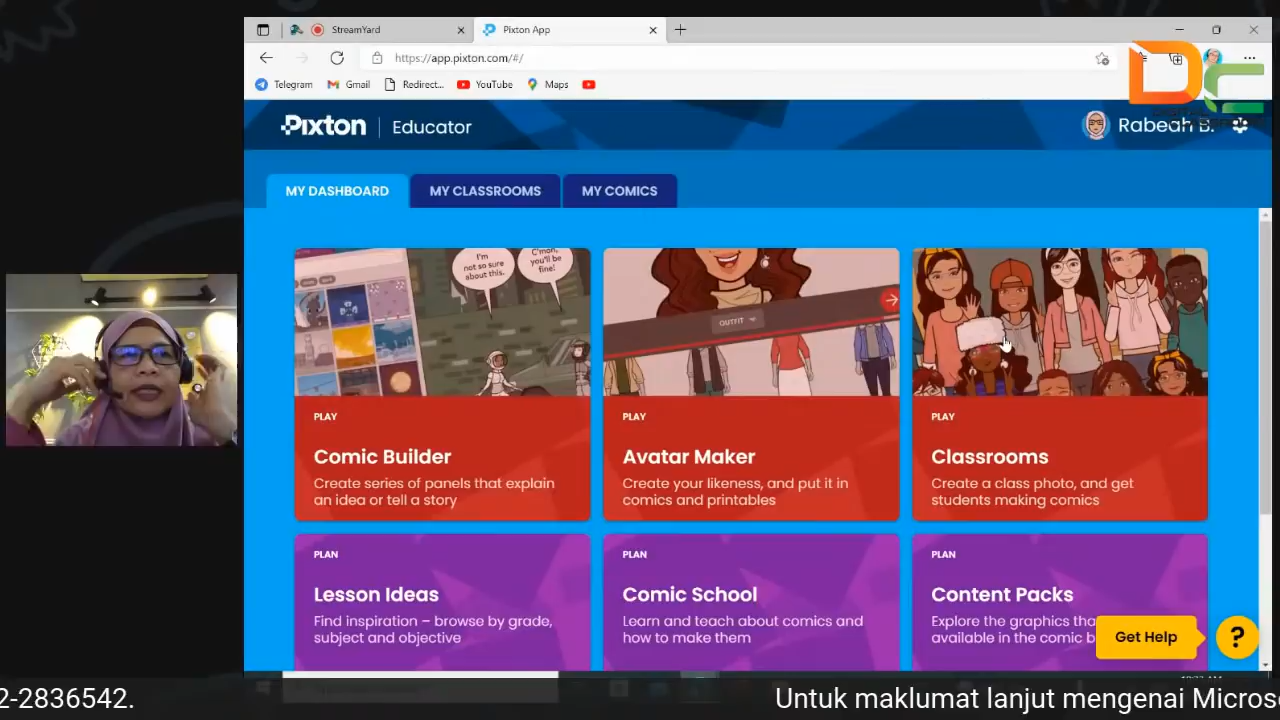 StreamYard
Pixton App
https://app.pixton.com/#/
Telegram
Gmail
Redirect...
YouTube
Maps
Pixton
Educator
Rabeah B.
MY DASHBOARD
MY CLASSROOMS
MY COMICS
I'm
not so sure
about this.
C'mon,
you'll be
fine!
OUTFIT
PLAY
Comic Builder
Create series of panels that explain
an idea or tell a story
PLAY
Avatar Maker
Create your likeness, and put it in
comics and printables
PLAY
Classrooms
Create a class photo, and get
students making comics
PLAN
Lesson Ideas
Find inspiration – browse by grade,
subject and objective
PLAN
Comic School
Learn and teach about comics and
how to make them
PLAN
Content Packs
Explore the graphics tha
available in the comic b
Get Help
?
2-2836542.
Untuk maklumat lanjut mengenai Micros